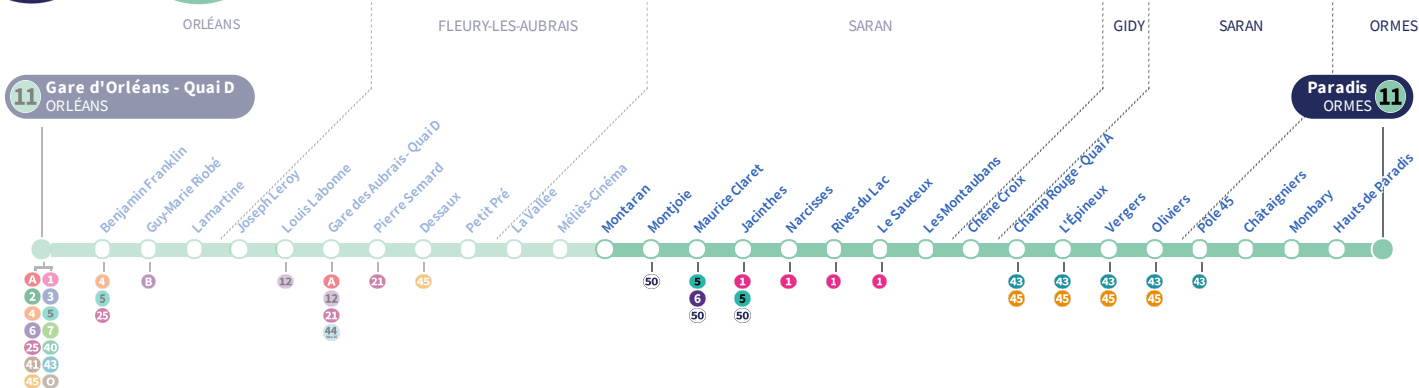 ORLÉANS
FLEURY-LES-AUBRAIS
SARAN
GIDY
SARAN
ORMES
11
Gare d'Orléans - Quai D
ORLÉANS
Paradis
ORMES
11
Benjamin Franklin
Guy-Marie Riobé
Lamartine
Joseph Leroy
Louis Labonne
Gare des Aubrais - Quai D
Pierre Semard
Dessaux
Petit Pré
La Vallée
Méliès-Cinéma
Montaran
Montjoie
Maurice Claret
Jacinthes
Narcisses
Rives du Lac
Le Sauceux
Les Montaubans
Chêne Croix
Champ Rouge - Quai A
L'Épineux
Vergers
Oliviers
Pôle 45
Châtaigniers
Monbary
Hauts de Paradis
A 1
2 3
4 5
6 7
25 40
41 43
45 O
4
5
25
B
12
A
12
21
44
21
45
50
5
6
50
1
5
50
1
1
1
43
45
43
45
43
45
43
45
43